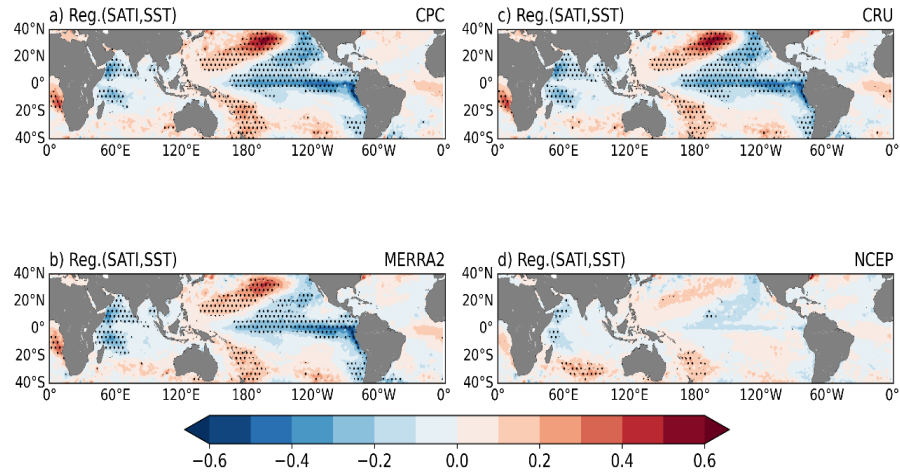 a) Reg.(SATI,SST) CPC
40°N
20°N
0°
20°S
40°S
0° 60°E 120°E 180° 120°W 60°W 0°
c) Reg.(SATI,SST) CRU
40°N
20°N
0°
20°S
40°S
0° 60°E 120°E 180° 120°W 60°W 0°
b) Reg.(SATI,SST) MERRA2
40°N
20°N
0°
20°S
40°S
0° 60°E 120°E 180° 120°W 60°W 0°
d) Reg.(SATI,SST) NCEP
40°N
20°N
0°
20°S
40°S
0° 60°E 120°E 180° 120°W 60°W 0°
−0.6 −0.4 −0.2 0.0 0.2 0.4 0.6